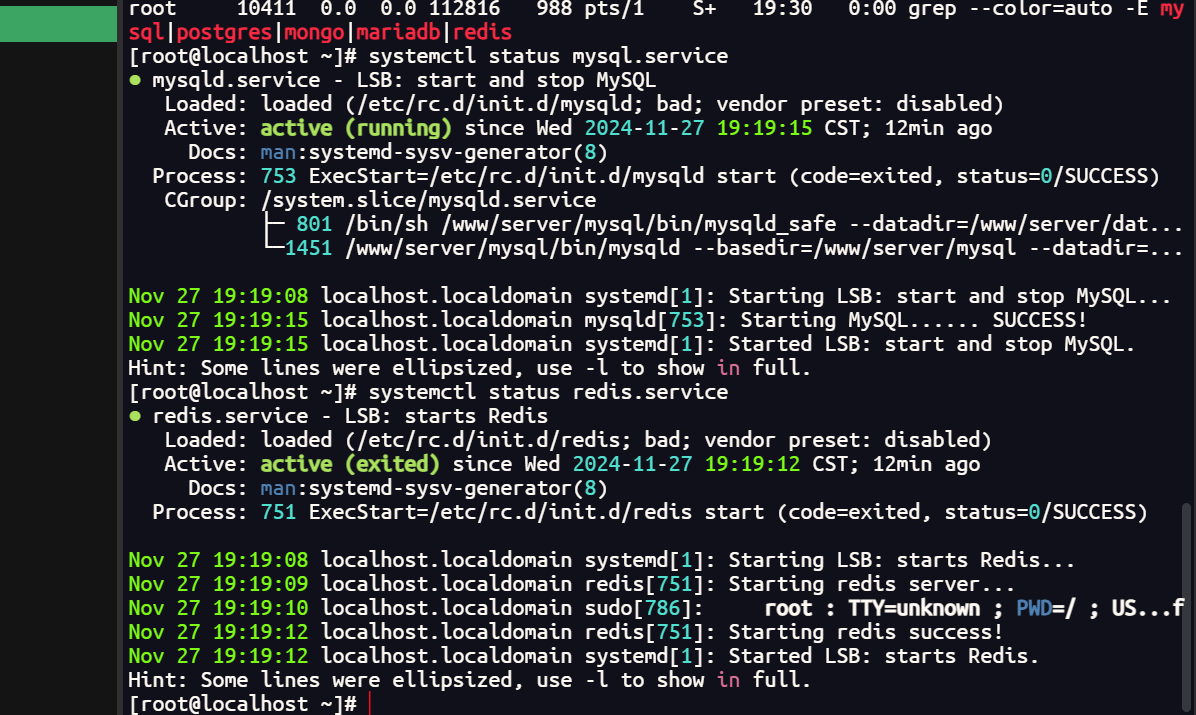 root     10411  0.0  0.0 112816   988 pts/1    S+   19:30   0:00 grep --color=auto -E my
sql|postgres|mongo|mariadb|redis
[root@localhost ~]# systemctl status mysql.service
● mysqld.service - LSB: start and stop MySQL
   Loaded: loaded (/etc/rc.d/init.d/mysqld; bad; vendor preset: disabled)
   Active: active (running) since Wed 2024-11-27 19:19:15 CST; 12min ago
     Docs: man:systemd-sysv-generator(8)
  Process: 753 ExecStart=/etc/rc.d/init.d/mysqld start (code=exited, status=0/SUCCESS)
   CGroup: /system.slice/mysqld.service
           ├─ 801 /bin/sh /www/server/mysql/bin/mysqld_safe --datadir=/www/server/dat...
           └─1451 /www/server/mysql/bin/mysqld --basedir=/www/server/mysql --datadir=...

Nov 27 19:19:08 localhost.localdomain systemd[1]: Starting LSB: start and stop MySQL...
Nov 27 19:19:15 localhost.localdomain mysqld[753]: Starting MySQL...... SUCCESS!
Nov 27 19:19:15 localhost.localdomain systemd[1]: Started LSB: start and stop MySQL.
Hint: Some lines were ellipsized, use -l to show in full.
[root@localhost ~]# systemctl status redis.service
● redis.service - LSB: starts Redis
   Loaded: loaded (/etc/rc.d/init.d/redis; bad; vendor preset: disabled)
   Active: active (exited) since Wed 2024-11-27 19:19:12 CST; 12min ago
     Docs: man:systemd-sysv-generator(8)
  Process: 751 ExecStart=/etc/rc.d/init.d/redis start (code=exited, status=0/SUCCESS)

Nov 27 19:19:08 localhost.localdomain systemd[1]: Starting LSB: starts Redis...
Nov 27 19:19:09 localhost.localdomain redis[751]: Starting redis server...
Nov 27 19:19:10 localhost.localdomain sudo[786]:     root : TTY=unknown ; PWD=/ ; US...f
Nov 27 19:19:12 localhost.localdomain redis[751]: Starting redis success!
Nov 27 19:19:12 localhost.localdomain systemd[1]: Started LSB: starts Redis.
Hint: Some lines were ellipsized, use -l to show in full.
[root@localhost ~]#